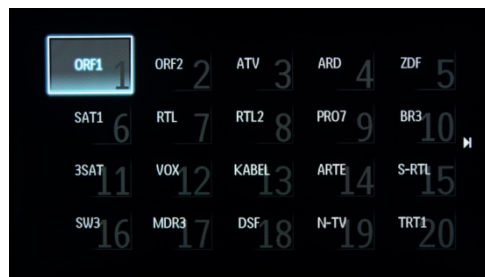 ORF1 1 ORF2 2 ATV 3 ARD 4 ZDF 5
SAT1 6 RTL 7 RTL2 8 PRO7 9 BR3 10
3SAT 11 VOX 12 KABEL 13 ARTE 14 S-RTL 15
SW3 16 MDR3 17 DSF 18 N-TV 19 TRT1 20